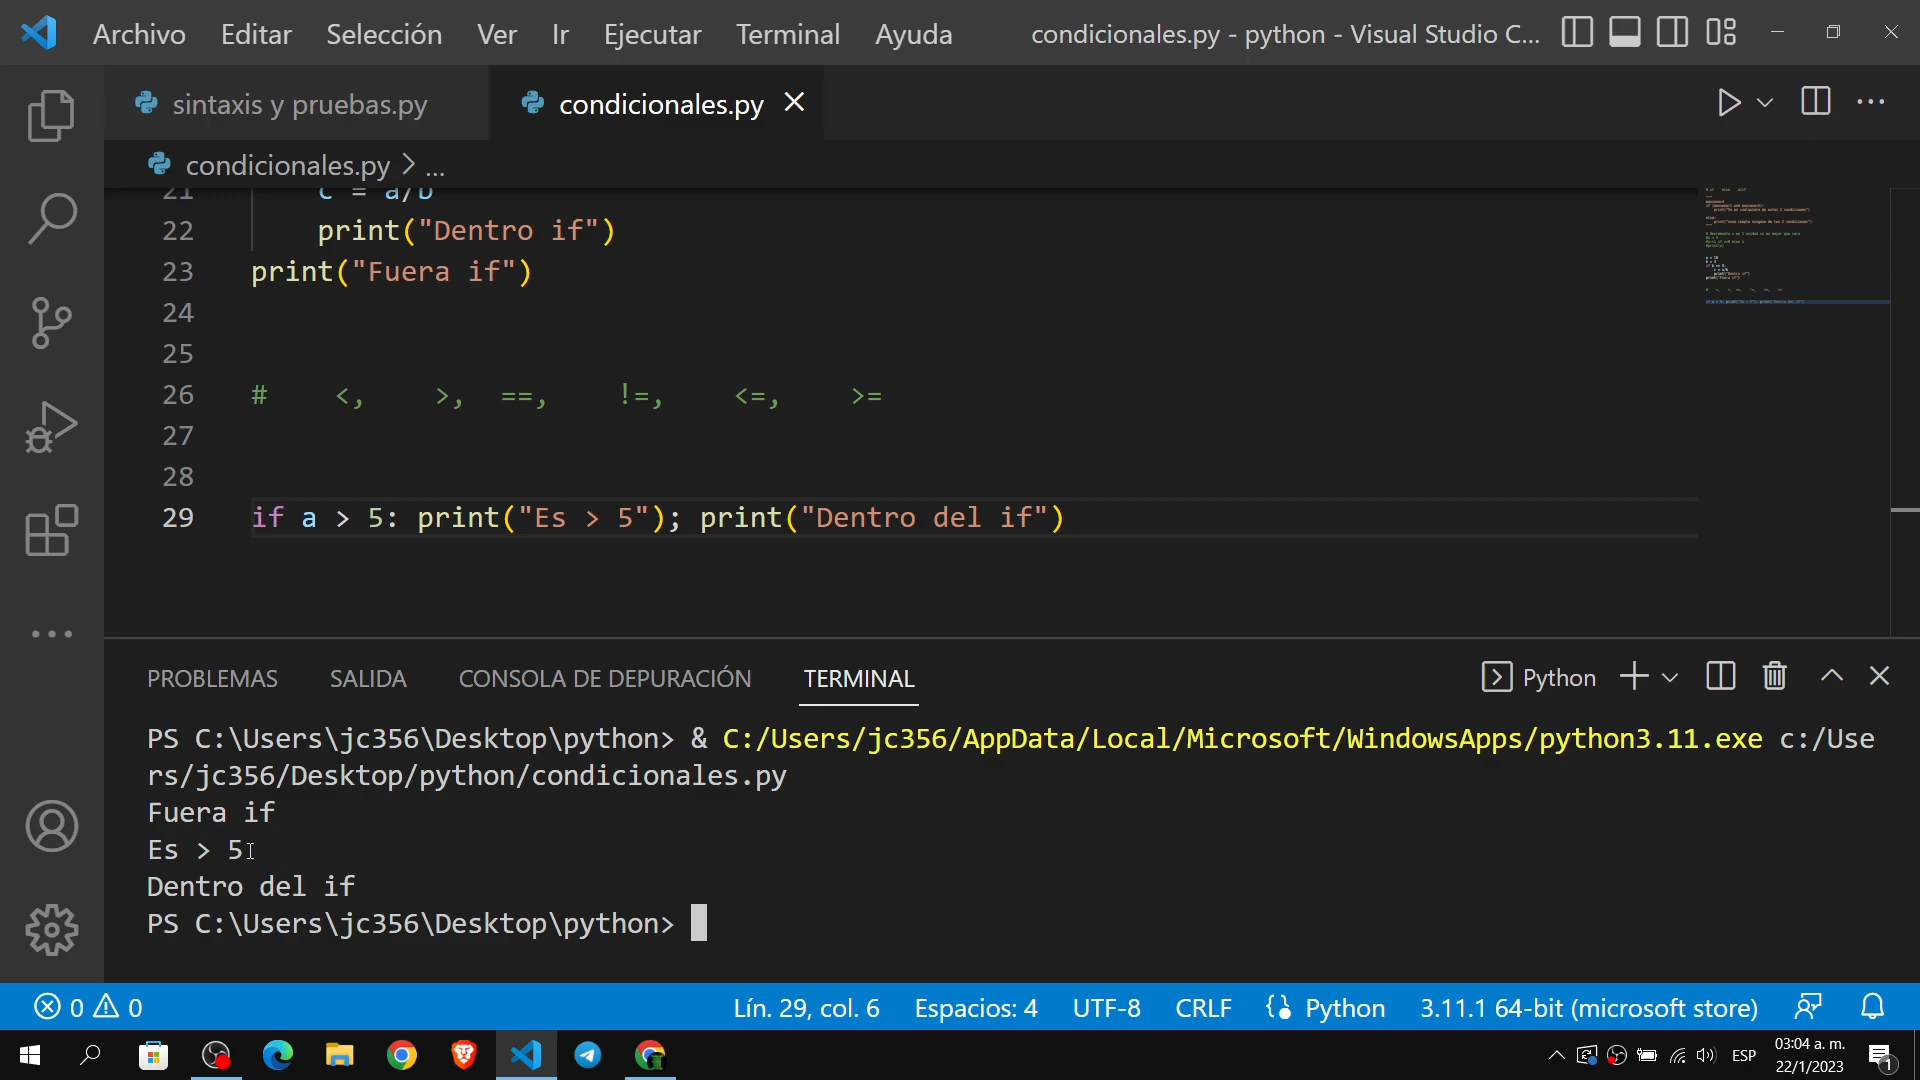 Archivo Editar Selección Ver Ir Ejecutar Terminal Ayuda condicionales.py - python - Visual Studio C...
sintaxis y pruebas.py condicionales.py
condicionales.py > ...
21 c = a/b
22 print("Dentro if")
23 print("Fuera if")
24
25
26 # <, >, ==, !=, <=, >=
27
28
29 if a > 5: print("Es > 5"); print("Dentro del if")
PROBLEMAS SALIDA CONSOLA DE DEPURACIÓN TERMINAL Python
PS C:\Users\jc356\Desktop\python> & C:/Users/jc356/AppData/Local/Microsoft/WindowsApps/python3.11.exe c:/Use
rs/jc356/Desktop/python/condicionales.py
Fuera if
Es > 5
Dentro del if
PS C:\Users\jc356\Desktop\python>
0 0 Lín. 29, col. 6 Espacios: 4 UTF-8 CRLF Python 3.11.1 64-bit (microsoft store)
ESP 03:04 a. m.
22/1/2023
1